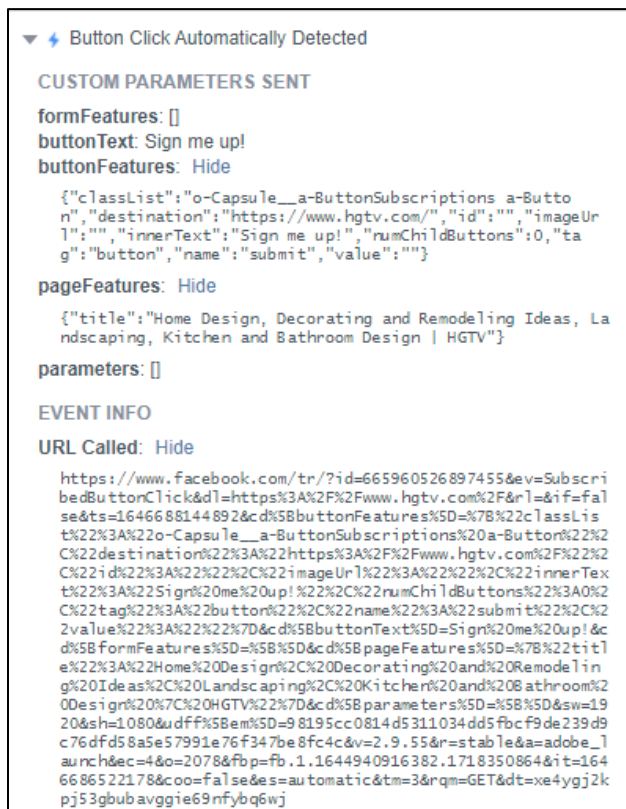 Button Click Automatically Detected
CUSTOM PARAMETERS SENT
formFeatures: []
buttonText: Sign me up!
buttonFeatures: Hide
{"classList":"o-Capsule__a-ButtonSubscriptions a-Butto
n","destination":"https://www.hgtv.com/","id":"","imageUr
l":"","innerText":"Sign me up!","numChildButtons":0,"ta
g":"button","name":"submit","value":""}
pageFeatures: Hide
{"title":"Home Design, Decorating and Remodeling Ideas, La
ndscaping, Kitchen and Bathroom Design | HGTV"}
parameters: []
EVENT INFO
URL Called: Hide
https://www.facebook.com/tr/?id=665960526897455&ev=Subscri
bedButtonClick&dl=https%3A%2F%2Fwww.hgtv.com%2F&rl=&if=fal
se&ts=1646688144892&cd%5BbuttonFeatures%5D=%7B%22classLis
t%22%3A%22o-Capsule__a-ButtonSubscriptions%20a-Button%22%2
C%22destination%22%3A%22https%3A%2F%2Fwww.hgtv.com%2F%22%2
C%22id%22%3A%22%22%2C%22imageUrl%22%3A%22%22%2C%22innerTex
t%22%3A%22Sign%20me%20up!%22%2C%22numChildButtons%22%3A0%2
C%22tag%22%3A%22button%22%2C%22name%22%3A%22submit%22%2C%2
2value%22%3A%22%22%7D&cd%5BbuttonText%5D=Sign%20me%20up!&c
d%5BformFeatures%5D=%5B%5D&cd%5BpageFeatures%5D=%7B%22titl
e%22%3A%22Home%20Design%2C%20Decorating%20and%20Remodelin
g%20Ideas%2C%20Landscaping%2C%20Kitchen%20and%20Bathroom%2
0Design%20%7C%20HGTV%22%7D&cd%5Bparameters%5D=%5B%5D&sw=19
20&sh=1080&udff%5Bem%5D=98195cc0814d5311034dd5fbcf9de239d9
c76dfd58a5e57991e76f347be8fc4c&v=2.9.55&r=stable&a=adobe_l
aunch&ec=4&o=2078&fbp=fb.1.1644940916382.1718350864&it=164
6686522178&coo=false&es=automatic&tm=3&rqm=GET&dt=xe4ygj2k
pj53gbubavggie69nfybq6wj